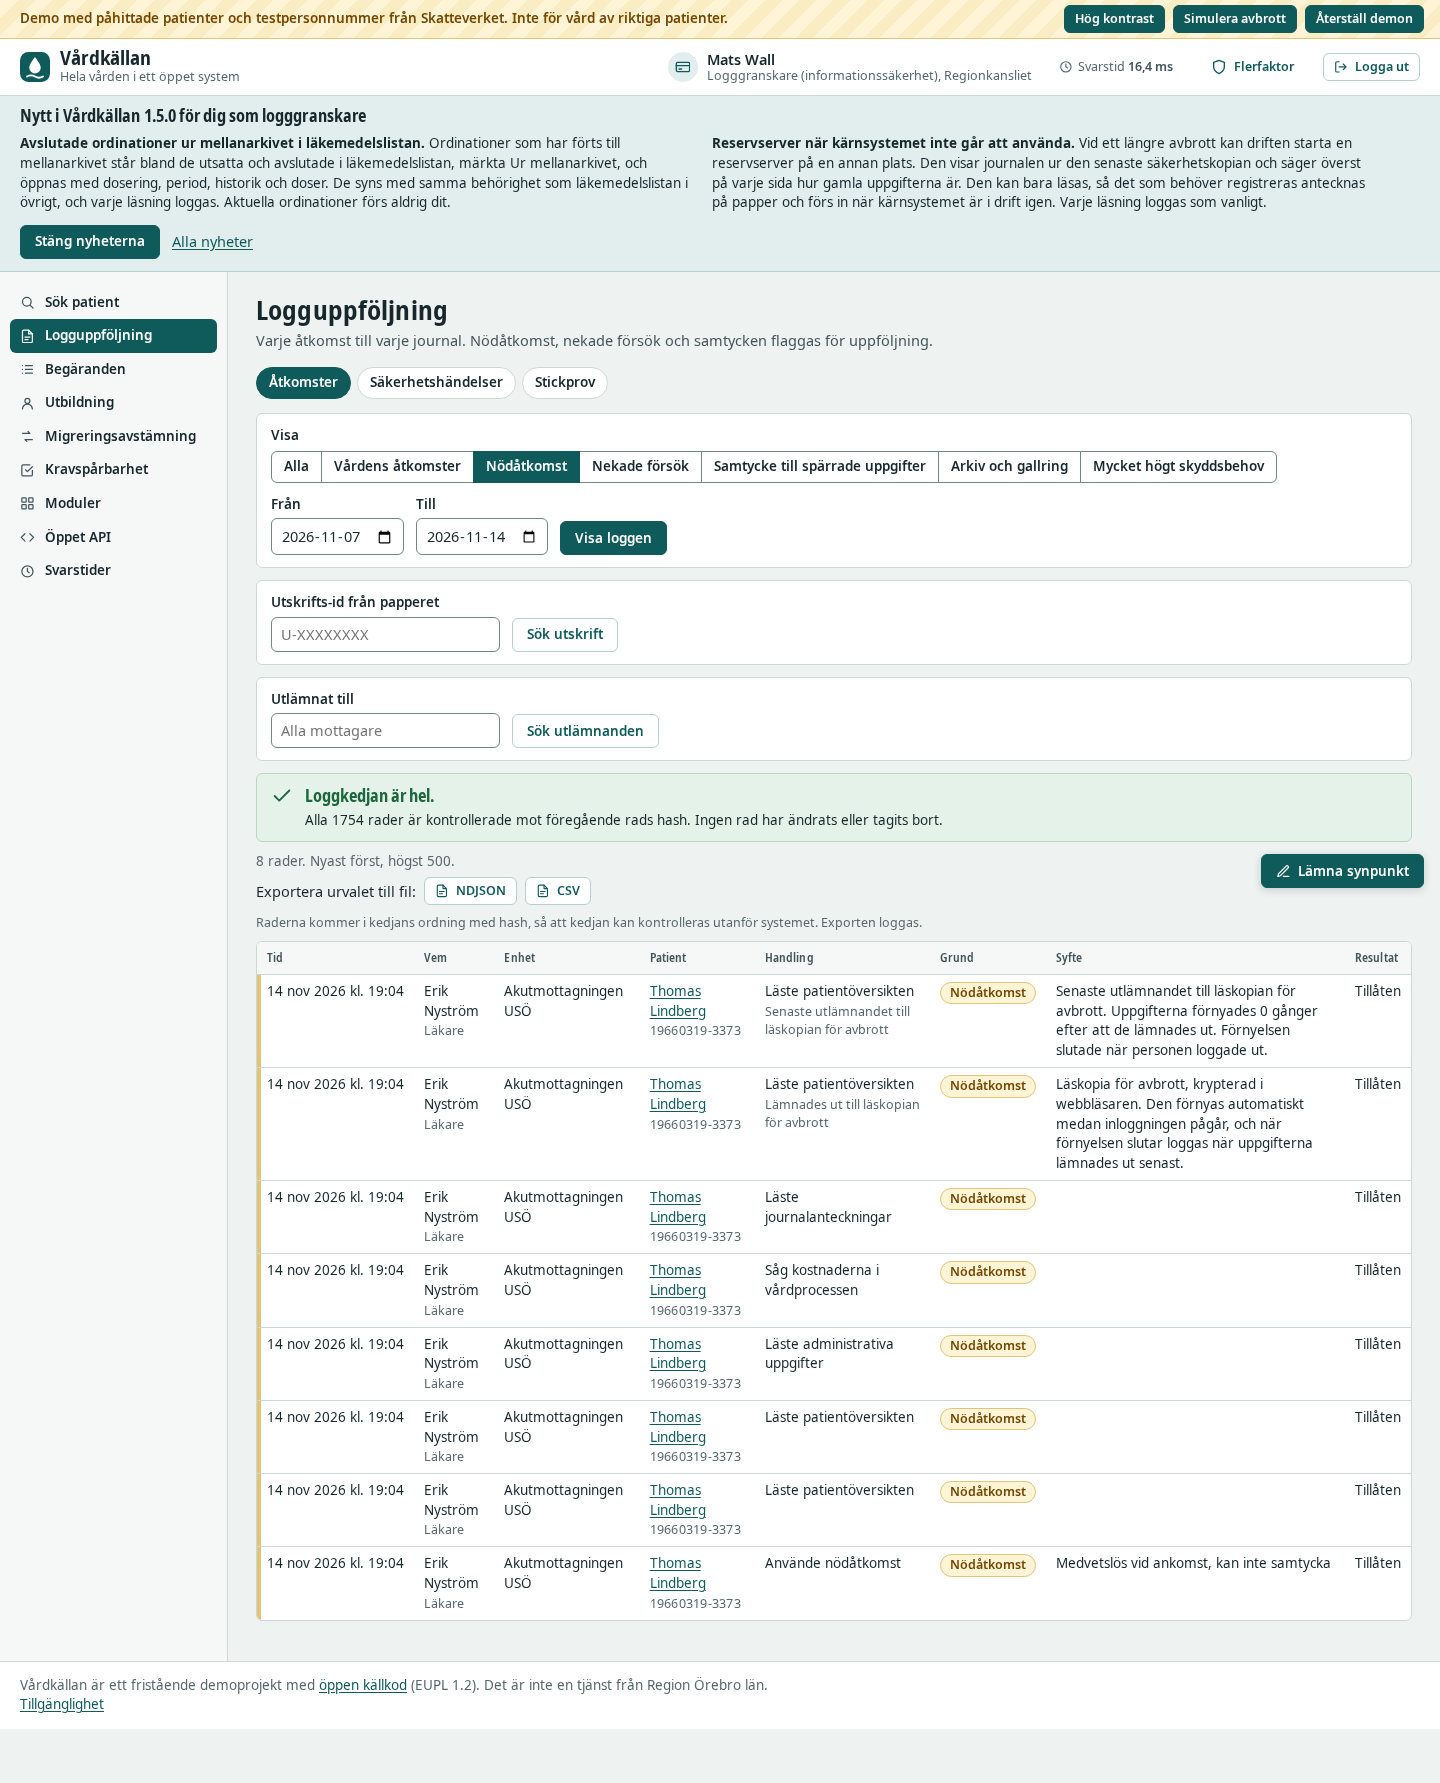 Demo med påhittade patienter och testpersonnummer från Skatteverket. Inte för vård av riktiga patienter.
Hög kontrast
Simulera avbrott
Återställ demon
Vårdkällan
Hela vården i ett öppet system
Mats Wall
Logggranskare (informationssäkerhet), Regionkansliet
Svarstid 16,4 ms
Flerfaktor
Logga ut
Nytt i Vårdkällan 1.5.0 för dig som logggranskare
Avslutade ordinationer ur mellanarkivet i läkemedelslistan. Ordinationer som har förts till
mellanarkivet står bland de utsatta och avslutade i läkemedelslistan, märkta Ur mellanarkivet, och
öppnas med dosering, period, historik och doser. De syns med samma behörighet som läkemedelslistan i
övrigt, och varje läsning loggas. Aktuella ordinationer förs aldrig dit.
Reservserver när kärnsystemet inte går att använda. Vid ett längre avbrott kan driften starta en
reservserver på en annan plats. Den visar journalen ur den senaste säkerhetskopian och säger överst
på varje sida hur gamla uppgifterna är. Den kan bara läsas, så det som behöver registreras antecknas
på papper och förs in när kärnsystemet är i drift igen. Varje läsning loggas som vanligt.
Stäng nyheterna
Alla nyheter
Sök patient
Logguppföljning
Begäranden
Utbildning
Migreringsavstämning
Kravspårbarhet
Moduler
Öppet API
Svarstider
Logguppföljning
Varje åtkomst till varje journal. Nödåtkomst, nekade försök och samtycken flaggas för uppföljning.
Åtkomster
Säkerhetshändelser
Stickprov
Visa
Alla
Vårdens åtkomster
Nödåtkomst
Nekade försök
Samtycke till spärrade uppgifter
Arkiv och gallring
Mycket högt skyddsbehov
Från
Till
2026-11-07
2026-11-14
Visa loggen
Utskrifts-id från papperet
U-XXXXXXXX
Sök utskrift
Utlämnat till
Alla mottagare
Sök utlämnanden
Loggkedjan är hel.
Alla 1754 rader är kontrollerade mot föregående rads hash. Ingen rad har ändrats eller tagits bort.
8 rader. Nyast först, högst 500.
Lämna synpunkt
Exportera urvalet till fil:
NDJSON
CSV
Raderna kommer i kedjans ordning med hash, så att kedjan kan kontrolleras utanför systemet. Exporten loggas.
Tid Vem Enhet Patient Handling Grund Syfte Resultat
14 nov 2026 kl. 19:04
Erik
Nyström
Läkare
Akutmottagningen
USÖ
Thomas
Lindberg
19660319-3373
Läste patientöversikten
Senaste utlämnandet till
läskopian för avbrott
Nödåtkomst
Senaste utlämnandet till läskopian för
avbrott. Uppgifterna förnyades 0 gånger
efter att de lämnades ut. Förnyelsen
slutade när personen loggade ut.
Tillåten
14 nov 2026 kl. 19:04
Erik
Nyström
Läkare
Akutmottagningen
USÖ
Thomas
Lindberg
19660319-3373
Läste patientöversikten
Lämnades ut till läskopian
för avbrott
Nödåtkomst
Läskopia för avbrott, krypterad i
webbläsaren. Den förnyas automatiskt
medan inloggningen pågår, och när
förnyelsen slutar loggas när uppgifterna
lämnades ut senast.
Tillåten
14 nov 2026 kl. 19:04
Erik
Nyström
Läkare
Akutmottagningen
USÖ
Thomas
Lindberg
19660319-3373
Läste
journalanteckningar
Nödåtkomst
Tillåten
14 nov 2026 kl. 19:04
Erik
Nyström
Läkare
Akutmottagningen
USÖ
Thomas
Lindberg
19660319-3373
Såg kostnaderna i
vårdprocessen
Nödåtkomst
Tillåten
14 nov 2026 kl. 19:04
Erik
Nyström
Läkare
Akutmottagningen
USÖ
Thomas
Lindberg
19660319-3373
Läste administrativa
uppgifter
Nödåtkomst
Tillåten
14 nov 2026 kl. 19:04
Erik
Nyström
Läkare
Akutmottagningen
USÖ
Thomas
Lindberg
19660319-3373
Läste patientöversikten
Nödåtkomst
Tillåten
14 nov 2026 kl. 19:04
Erik
Nyström
Läkare
Akutmottagningen
USÖ
Thomas
Lindberg
19660319-3373
Läste patientöversikten
Nödåtkomst
Tillåten
14 nov 2026 kl. 19:04
Erik
Nyström
Läkare
Akutmottagningen
USÖ
Thomas
Lindberg
19660319-3373
Använde nödåtkomst
Nödåtkomst
Medvetslös vid ankomst, kan inte samtycka
Tillåten
Vårdkällan är ett fristående demoprojekt med öppen källkod (EUPL 1.2). Det är inte en tjänst från Region Örebro län.
Tillgänglighet